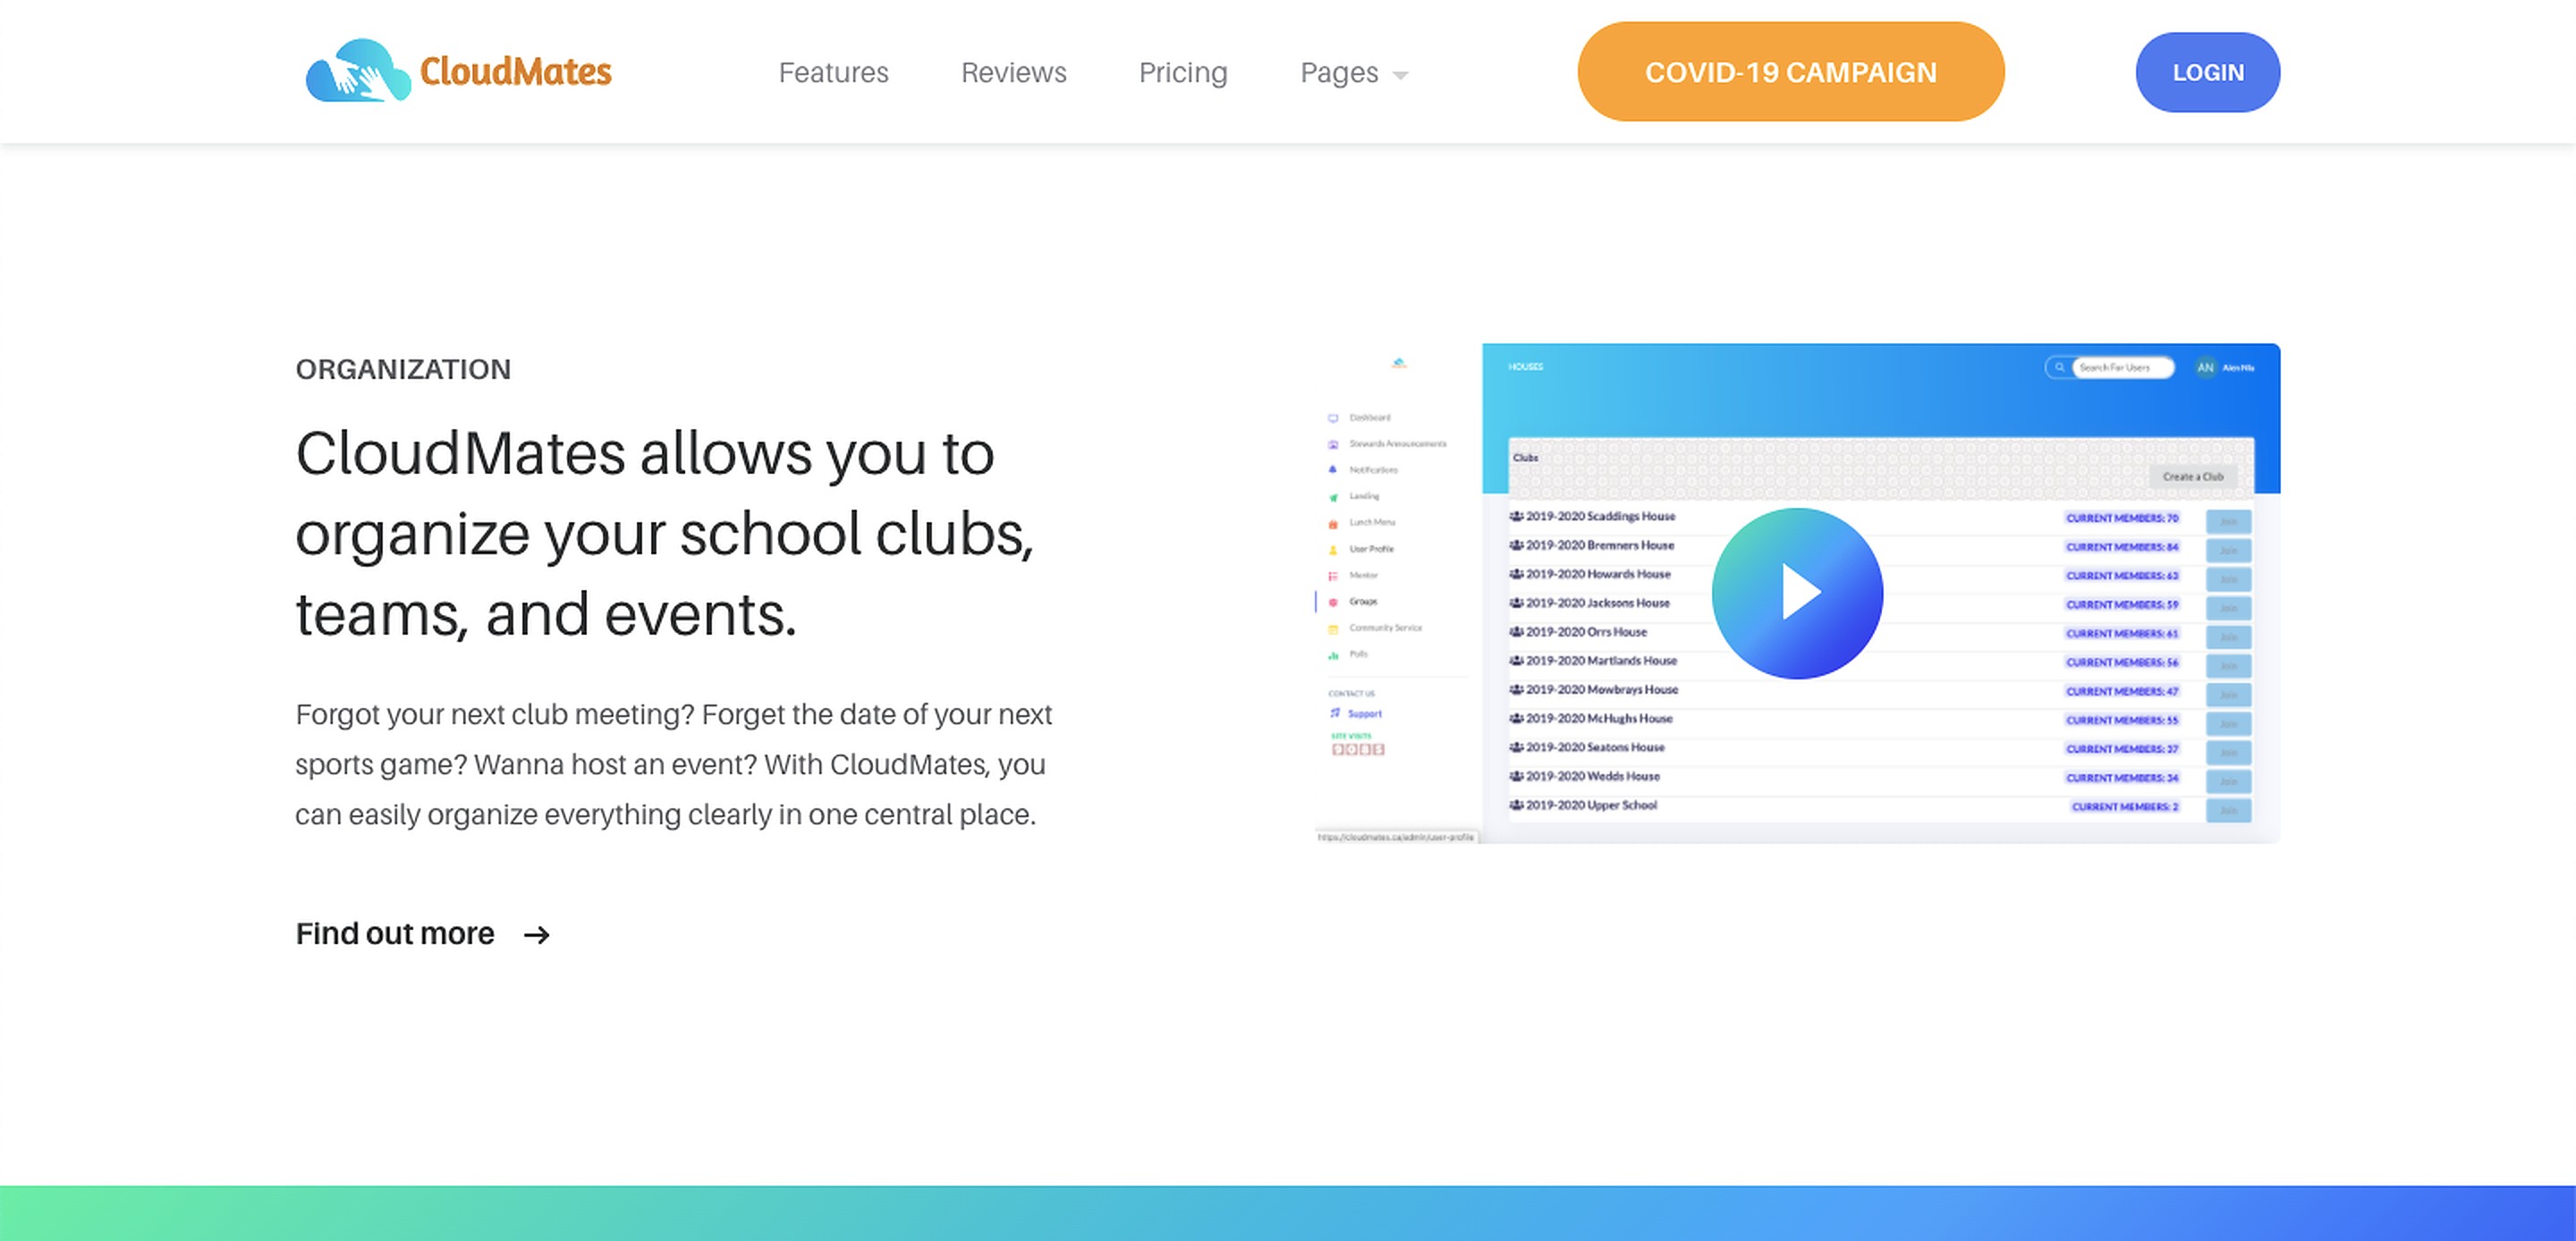 CloudMates
Features
Reviews
Pricing
Pages
COVID-19 CAMPAIGN
LOGIN
ORGANIZATION
CloudMates allows you to
organize your school clubs,
teams, and events.
Forgot your next club meeting? Forget the date of your next
sports game? Wanna host an event? With CloudMates, you
can easily organize everything clearly in one central place.
Find out more →
HOUSES
Search For Users
AN
Alen Niu
Dashboard
Stewards Announcements
Notifications
Landing
Lunch Menu
User Profile
Mentor
Groups
Community Service
Polls
CONTACT US
Support
SITE VISITS
https://cloudmates.ca/admin/user-profile
Clubs
Create a Club
2019-2020 Scaddings House CURRENT MEMBERS: 70 Join
2019-2020 Bremners House CURRENT MEMBERS: 84 Join
2019-2020 Howards House CURRENT MEMBERS: 63 Join
2019-2020 Jacksons House CURRENT MEMBERS: 59 Join
2019-2020 Orrs House CURRENT MEMBERS: 61 Join
2019-2020 Martlands House CURRENT MEMBERS: 56 Join
2019-2020 Mowbrays House CURRENT MEMBERS: 47 Join
2019-2020 McHughs House CURRENT MEMBERS: 55 Join
2019-2020 Seatons House CURRENT MEMBERS: 37 Join
2019-2020 Wedds House CURRENT MEMBERS: 34 Join
2019-2020 Upper School CURRENT MEMBERS: 2 Join